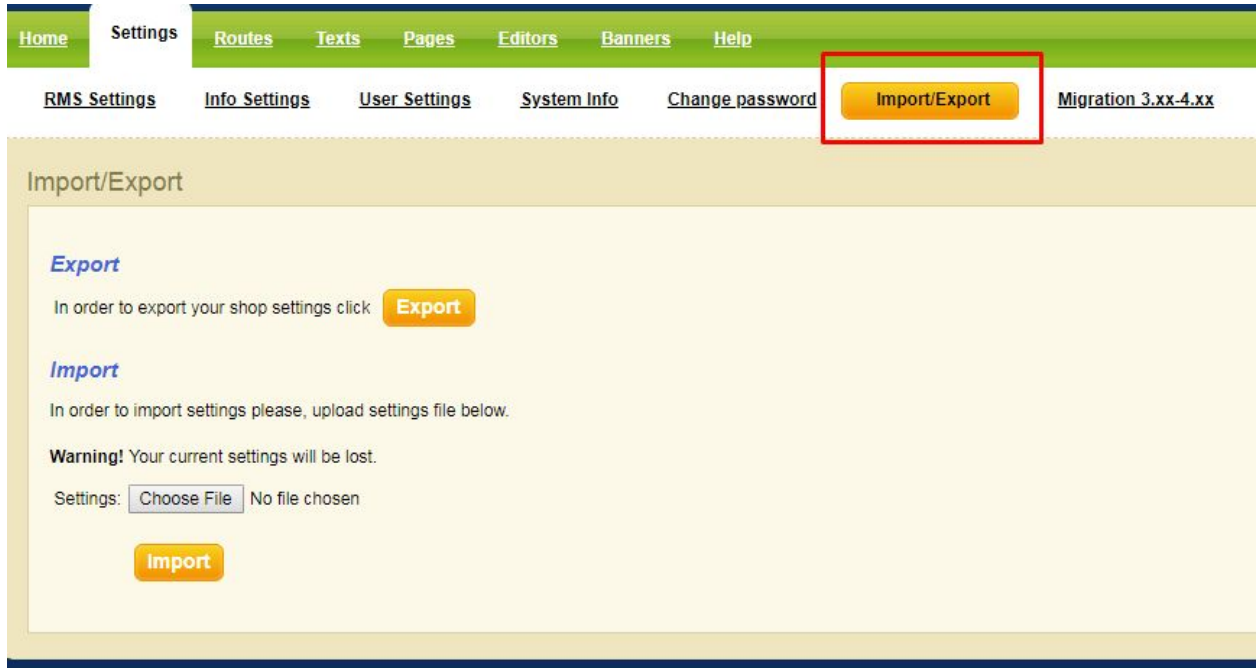 Home Settings Routes Texts Pages Editors Banners Help
RMS Settings Info Settings User Settings System Info Change password Import/Export Migration 3.xx-4.xx
Import/Export
Export
In order to export your shop settings click Export
Import
In order to import settings please, upload settings file below.
Warning! Your current settings will be lost.
Settings: Choose File No file chosen
Import